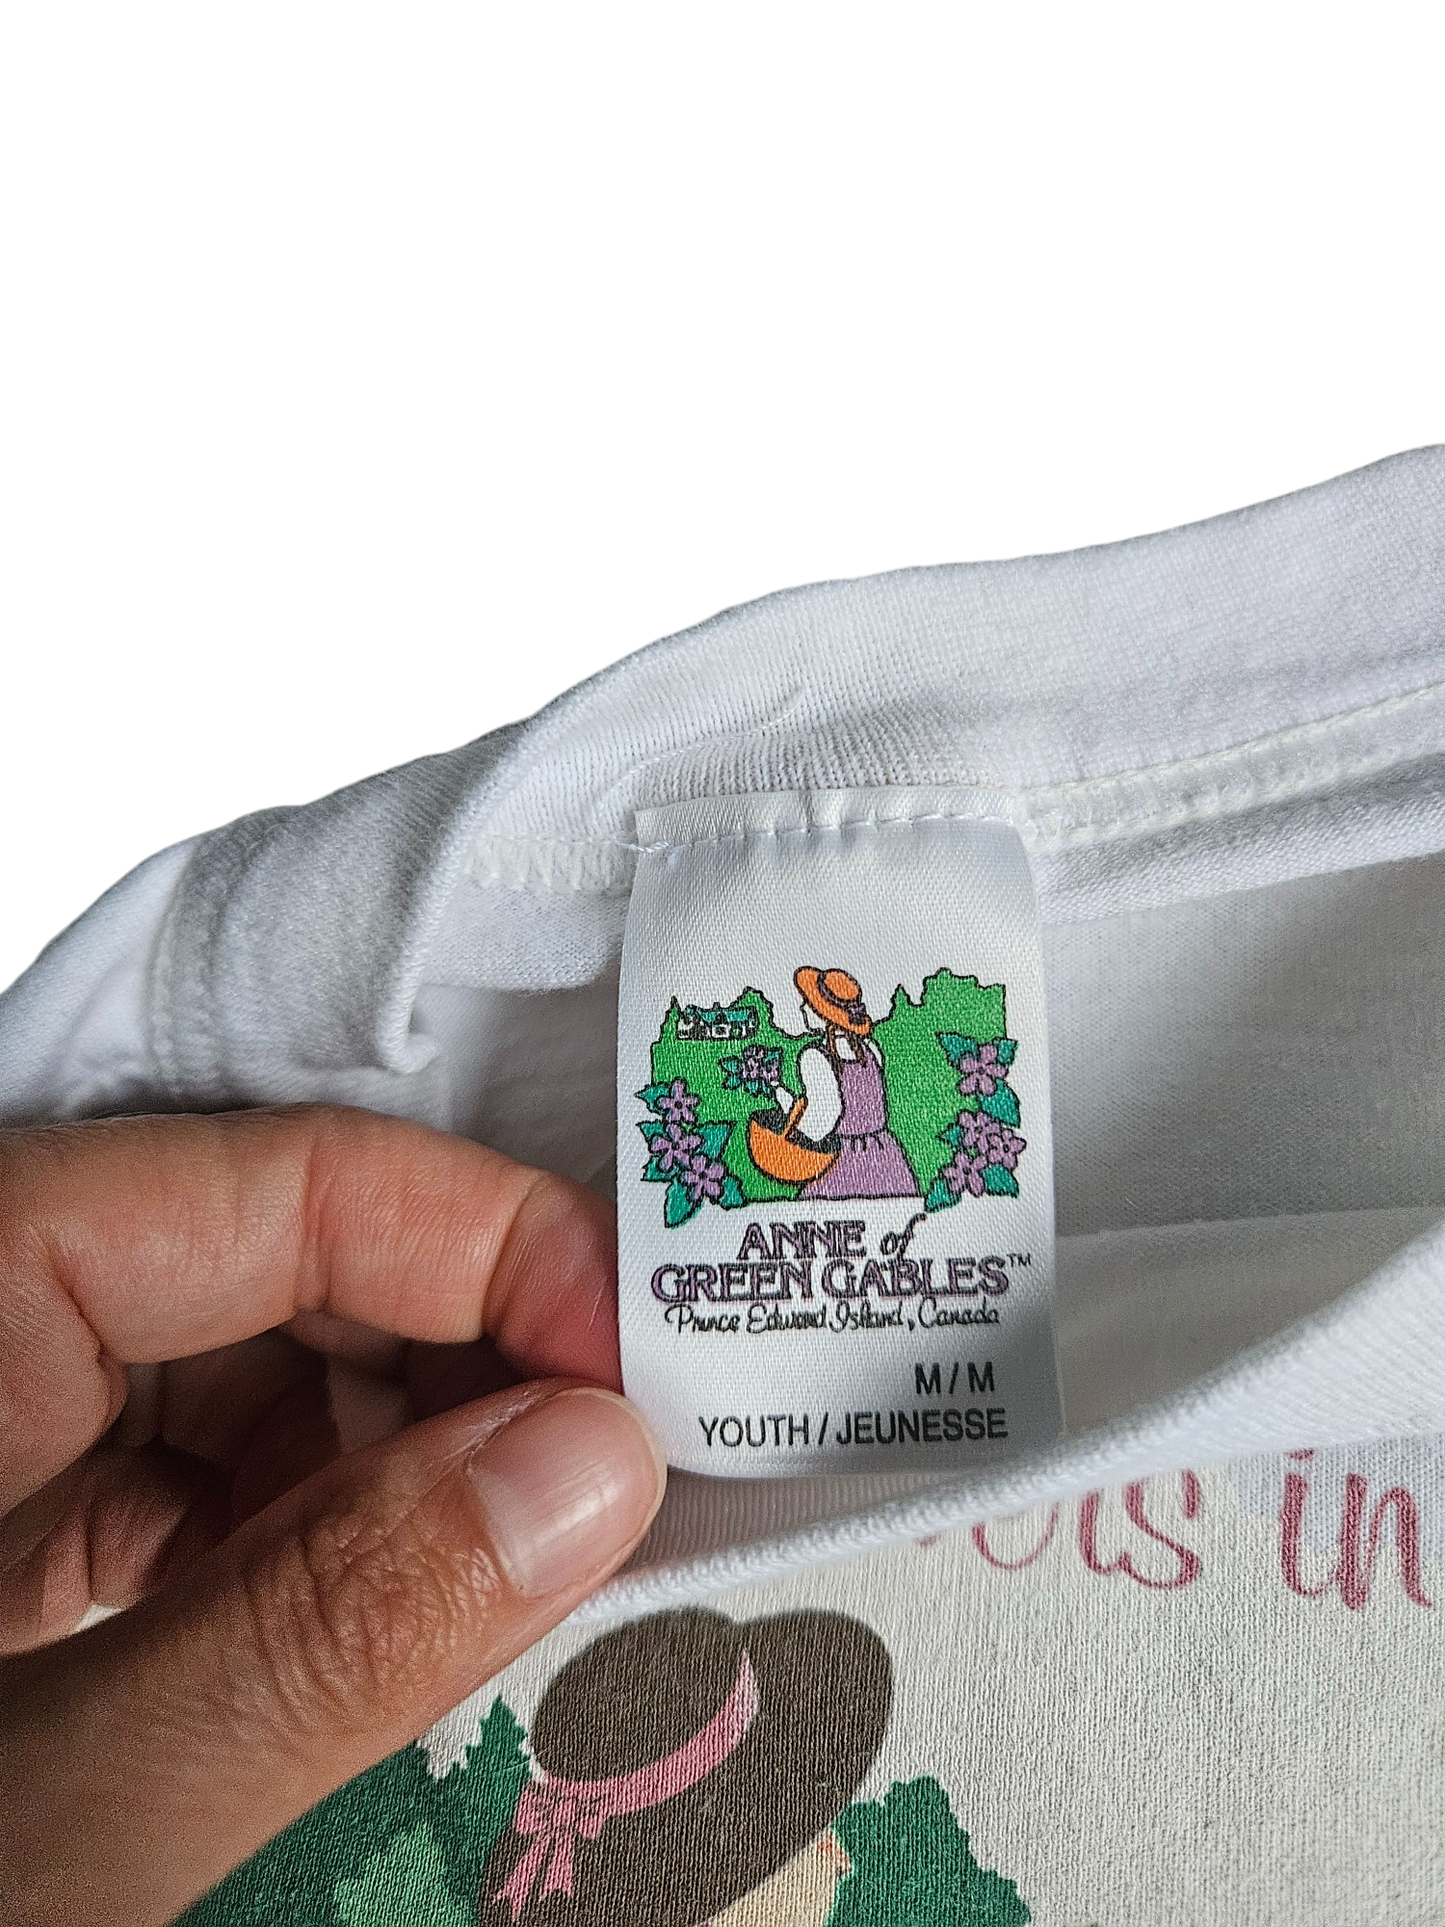 ANNE of
GREEN GABLES™
Prince Edward Island, Canada
M / M
YOUTH / JEUNESSE
in